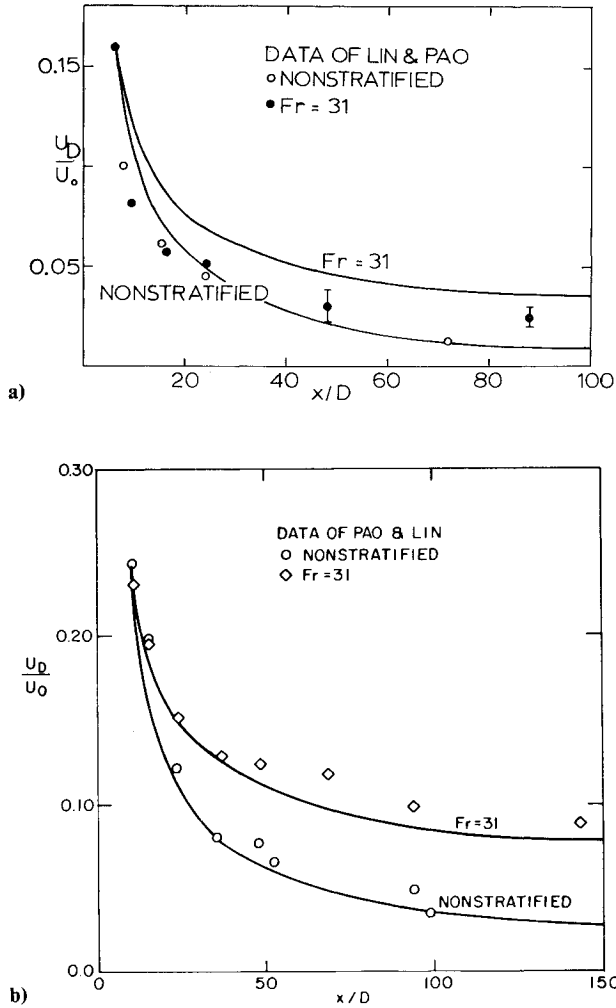 0.15
U_D
U_o
0.05
DATA OF LIN & PAO
○ NONSTRATIFIED
● Fr = 31
Fr = 31
NONSTRATIFIED
20
40
60
80
100
x/D
a)
0.30
0.20
U_D
U_O
0.10
0.0
DATA OF PAO & LIN
○ NONSTRATIFIED
◇ Fr=31
Fr=31
NONSTRATIFIED
0
50
100
150
x/D
b)